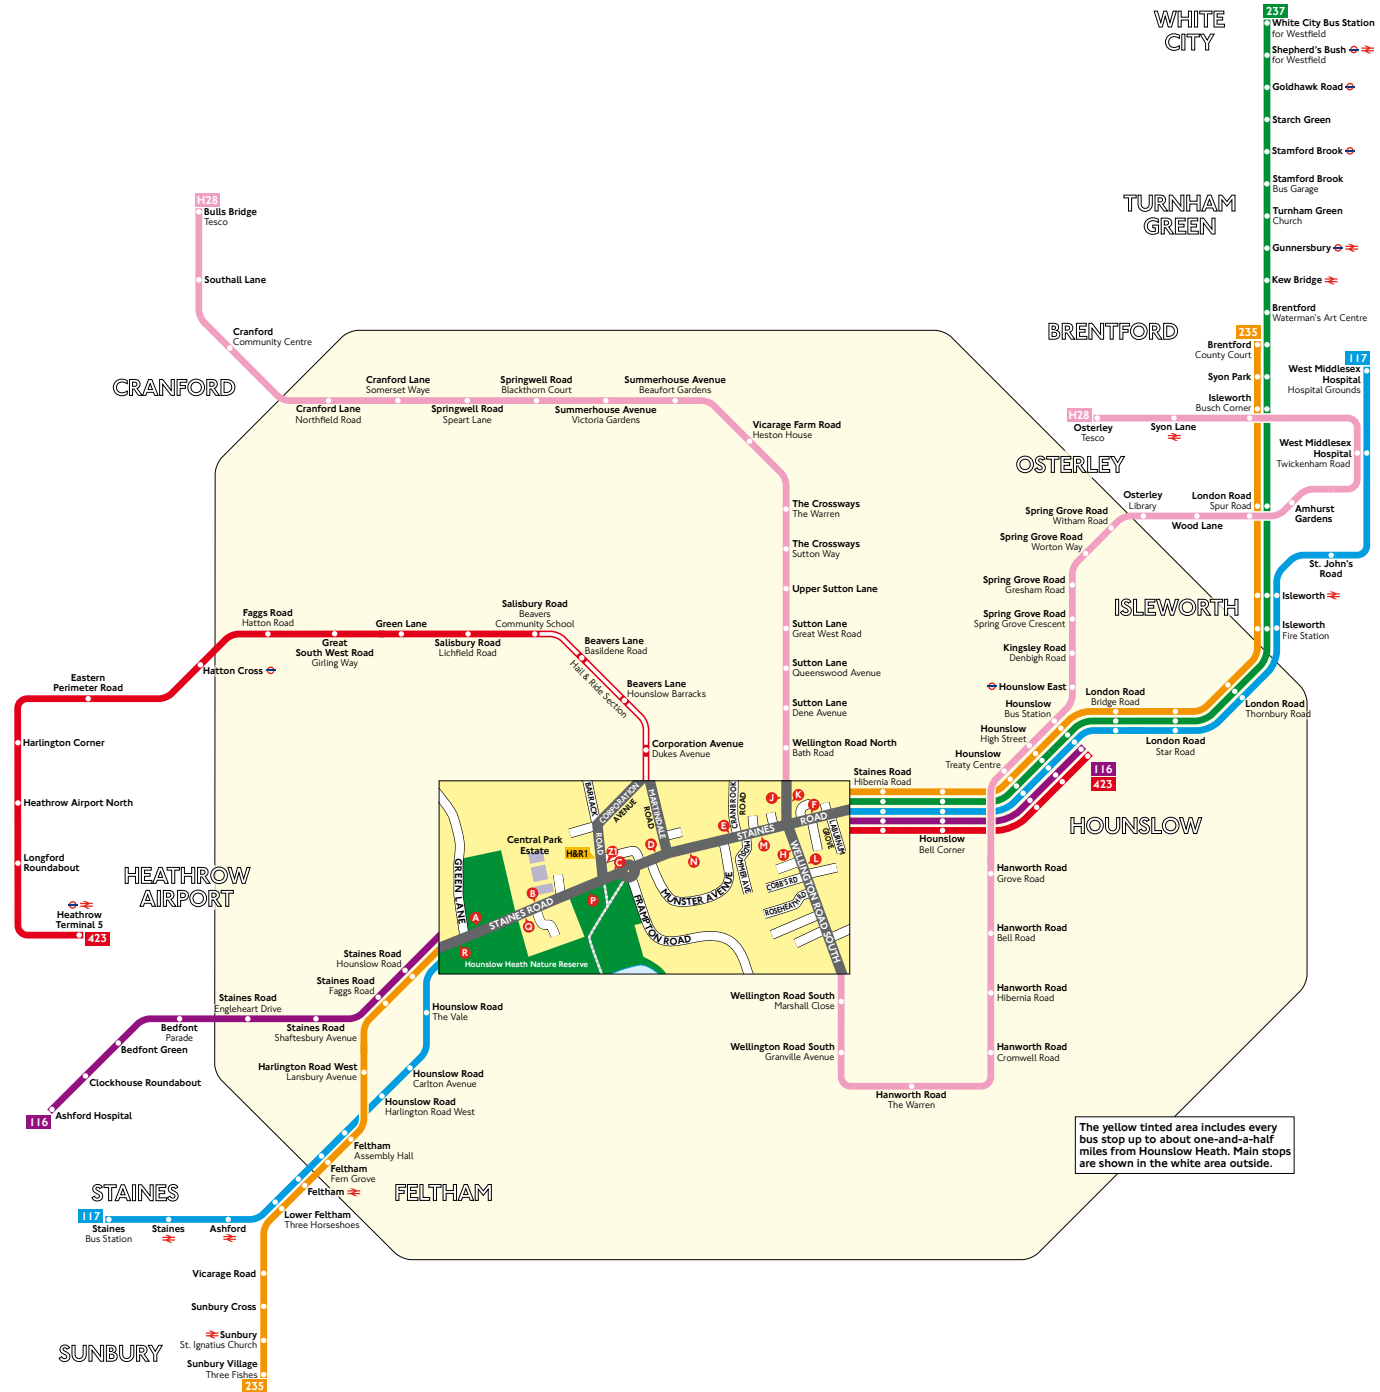 WHITE
CITY
237
White City Bus Station
for Westfield
Shepherd's Bush
for Westfield
Goldhawk Road
Starch Green
Stamford Brook
Stamford Brook
Bus Garage
TURNHAM
GREEN
Turnham Green
Church
Gunnersbury
Kew Bridge
Brentford
Waterman's Art Centre
BRENTFORD
235
Brentford
County Court
Syon Park
Isleworth
Busch Corner
117
West Middlesex
Hospital
Hospital Grounds
H28
Osterley
Tesco
Syon Lane
West Middlesex
Hospital
Twickenham Road
OSTERLEY
Osterley
Library
London Road
Spur Road
Wood Lane
Amhurst
Gardens
Spring Grove Road
Witham Road
Spring Grove Road
Worton Way
Spring Grove Road
Gresham Road
Spring Grove Road
Spring Grove Crescent
Kingsley Road
Denbigh Road
Hounslow East
Hounslow
Bus Station
Hounslow
High Street
Hounslow
Treaty Centre
St. John's
Road
Isleworth
Isleworth
Fire Station
ISLEWORTH
London Road
Bridge Road
London Road
Thornbury Road
London Road
Star Road
116
423
HOUNSLOW
H28
Bulls Bridge
Tesco
Southall Lane
Cranford
Community Centre
CRANFORD
Cranford Lane
Northfield Road
Cranford Lane
Somerset Waye
Springwell Road
Speart Lane
Springwell Road
Blackthorn Court
Summerhouse Avenue
Victoria Gardens
Summerhouse Avenue
Beaufort Gardens
Vicarage Farm Road
Heston House
The Crossways
The Warren
The Crossways
Sutton Way
Upper Sutton Lane
Sutton Lane
Great West Road
Sutton Lane
Queenswood Avenue
Sutton Lane
Dene Avenue
Wellington Road North
Bath Road
Faggs Road
Hatton Road
Great
South West Road
Girling Way
Green Lane
Salisbury Road
Lichfield Road
Salisbury Road
Beavers
Community School
Beavers Lane
Basildene Road
Hail & Ride Section
Beavers Lane
Hounslow Barracks
Corporation Avenue
Dukes Avenue
Hatton Cross
Eastern
Perimeter Road
Harlington Corner
Heathrow Airport North
Longford
Roundabout
HEATHROW
AIRPORT
Heathrow
Terminal 5
423
Staines Road
Hibernia Road
Hounslow
Bell Corner
BARRACK
ROAD
CORPORATION
AVENUE
MARTINDALE
ROAD
CRANBROOK
ROAD
STAINES
ROAD
LABURNUM
GROVE
SUMMER AVE
COBB'S RD
ROSEHEATH RD
WELLINGTON ROAD SOUTH
MUNSTER AVENUE
FRAMPTON ROAD
STAINES ROAD
GREEN LANE
Central Park
Estate
H&R1
Hounslow Heath Nature Reserve
A
B
C
D
E
F
H
J
K
L
M
N
P
Q
R
Z1
Hanworth Road
Grove Road
Hanworth Road
Bell Road
Hanworth Road
Hibernia Road
Hanworth Road
Cromwell Road
Hanworth Road
The Warren
Wellington Road South
Marshall Close
Wellington Road South
Granville Avenue
Staines Road
Hounslow Road
Staines Road
Faggs Road
Staines Road
Engleheart Drive
Staines Road
Shaftesbury Avenue
Bedfont
Parade
Bedfont Green
Clockhouse Roundabout
116
Ashford Hospital
Hounslow Road
The Vale
Hounslow Road
Carlton Avenue
Hounslow Road
Harlington Road West
Harlington Road West
Lansbury Avenue
Feltham
Assembly Hall
Feltham
Fern Grove
Feltham
FELTHAM
Lower Feltham
Three Horseshoes
STAINES
117
Staines
Bus Station
Staines
Ashford
Vicarage Road
Sunbury Cross
Sunbury
St. Ignatius Church
SUNBURY
Sunbury Village
Three Fishes
235
The yellow tinted area includes every
bus stop up to about one-and-a-half
miles from Hounslow Heath. Main stops
are shown in the white area outside.